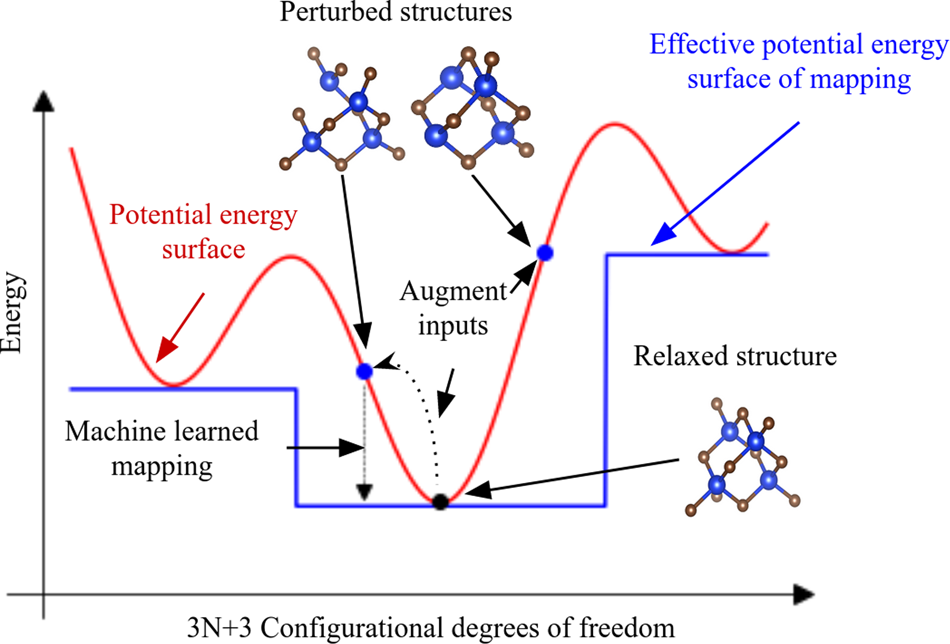 Perturbed structures
Effective potential energy
surface of mapping
Potential energy
surface
Energy
Augment
inputs
Relaxed structure
Machine learned
mapping
3N+3 Configurational degrees of freedom